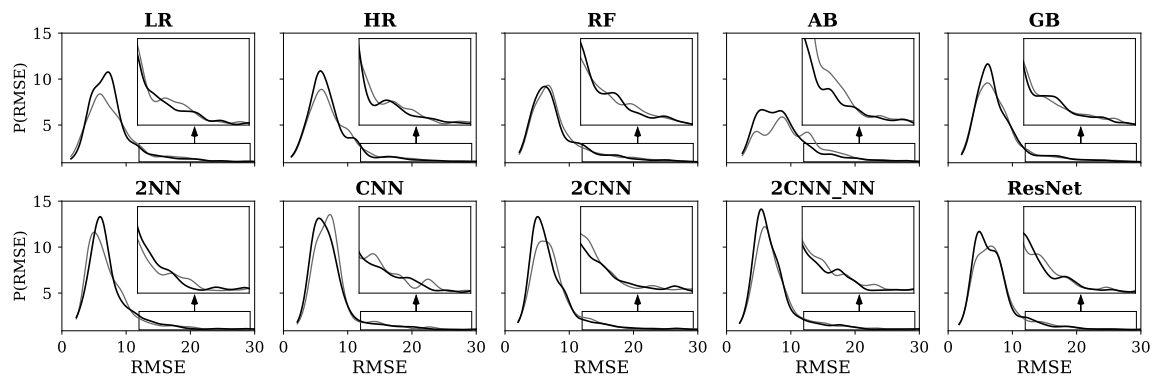 LR HR RF AB GB
15
10
5
P(RMSE)
2NN CNN 2CNN 2CNN_NN ResNet
15
10
5
P(RMSE)
0 10 20 30 0 10 20 30 0 10 20 30 0 10 20 30 0 10 20 30
RMSE RMSE RMSE RMSE RMSE